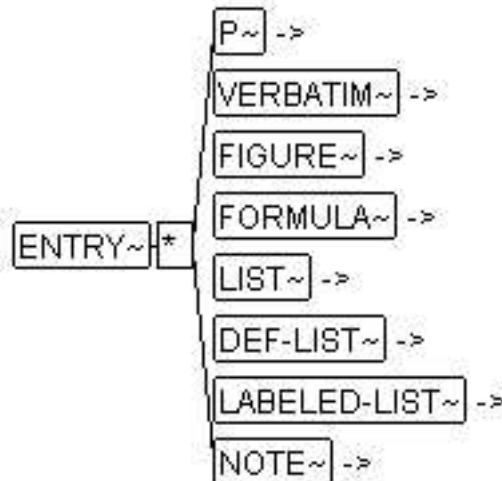 P~ ->
VERBATIM~ ->
FIGURE~ ->
FORMULA~ ->
ENTRY~ *
LIST~ ->
DEF-LIST~ ->
LABELED-LIST~ ->
NOTE~ ->